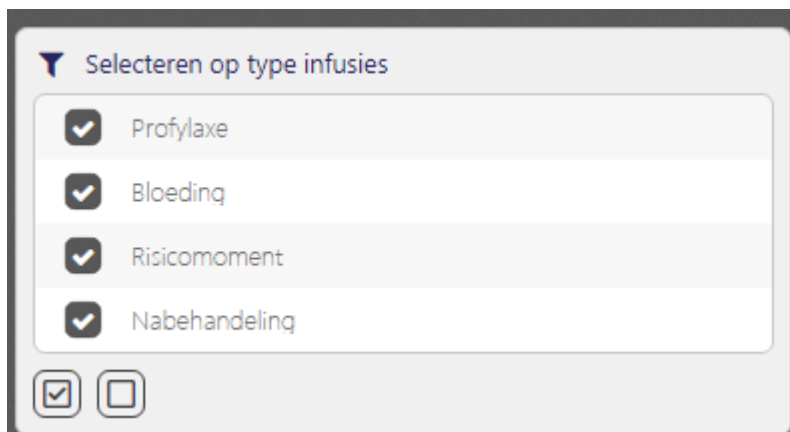 Selecteren op type infusies
Profylaxe
Bloeding
Risicomoment
Nabehandeling